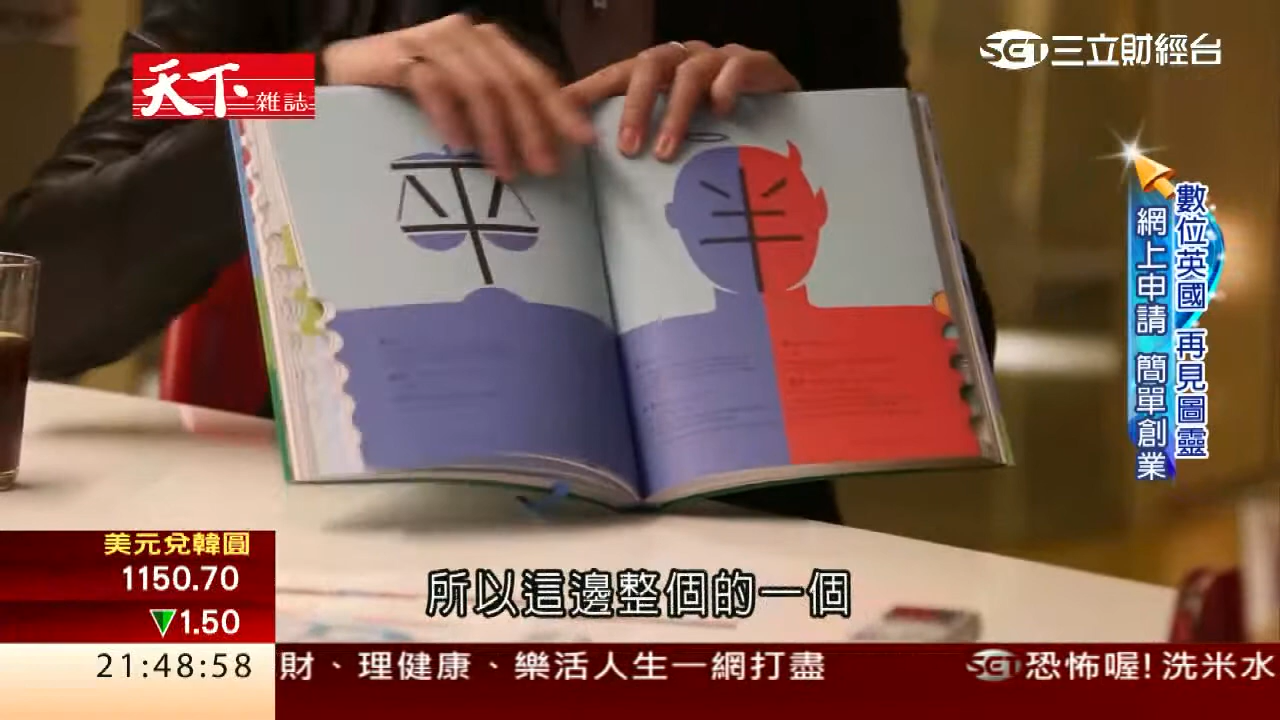 天下雜誌
SET三立財經台
數位英國 再見圖靈
網上申請 簡單創業
平
半
所以這邊整個的一個
美元兌韓圓
1150.70
▼1.50
21:48:58
財、理健康、樂活人生一網打盡
SET恐怖喔!洗米水